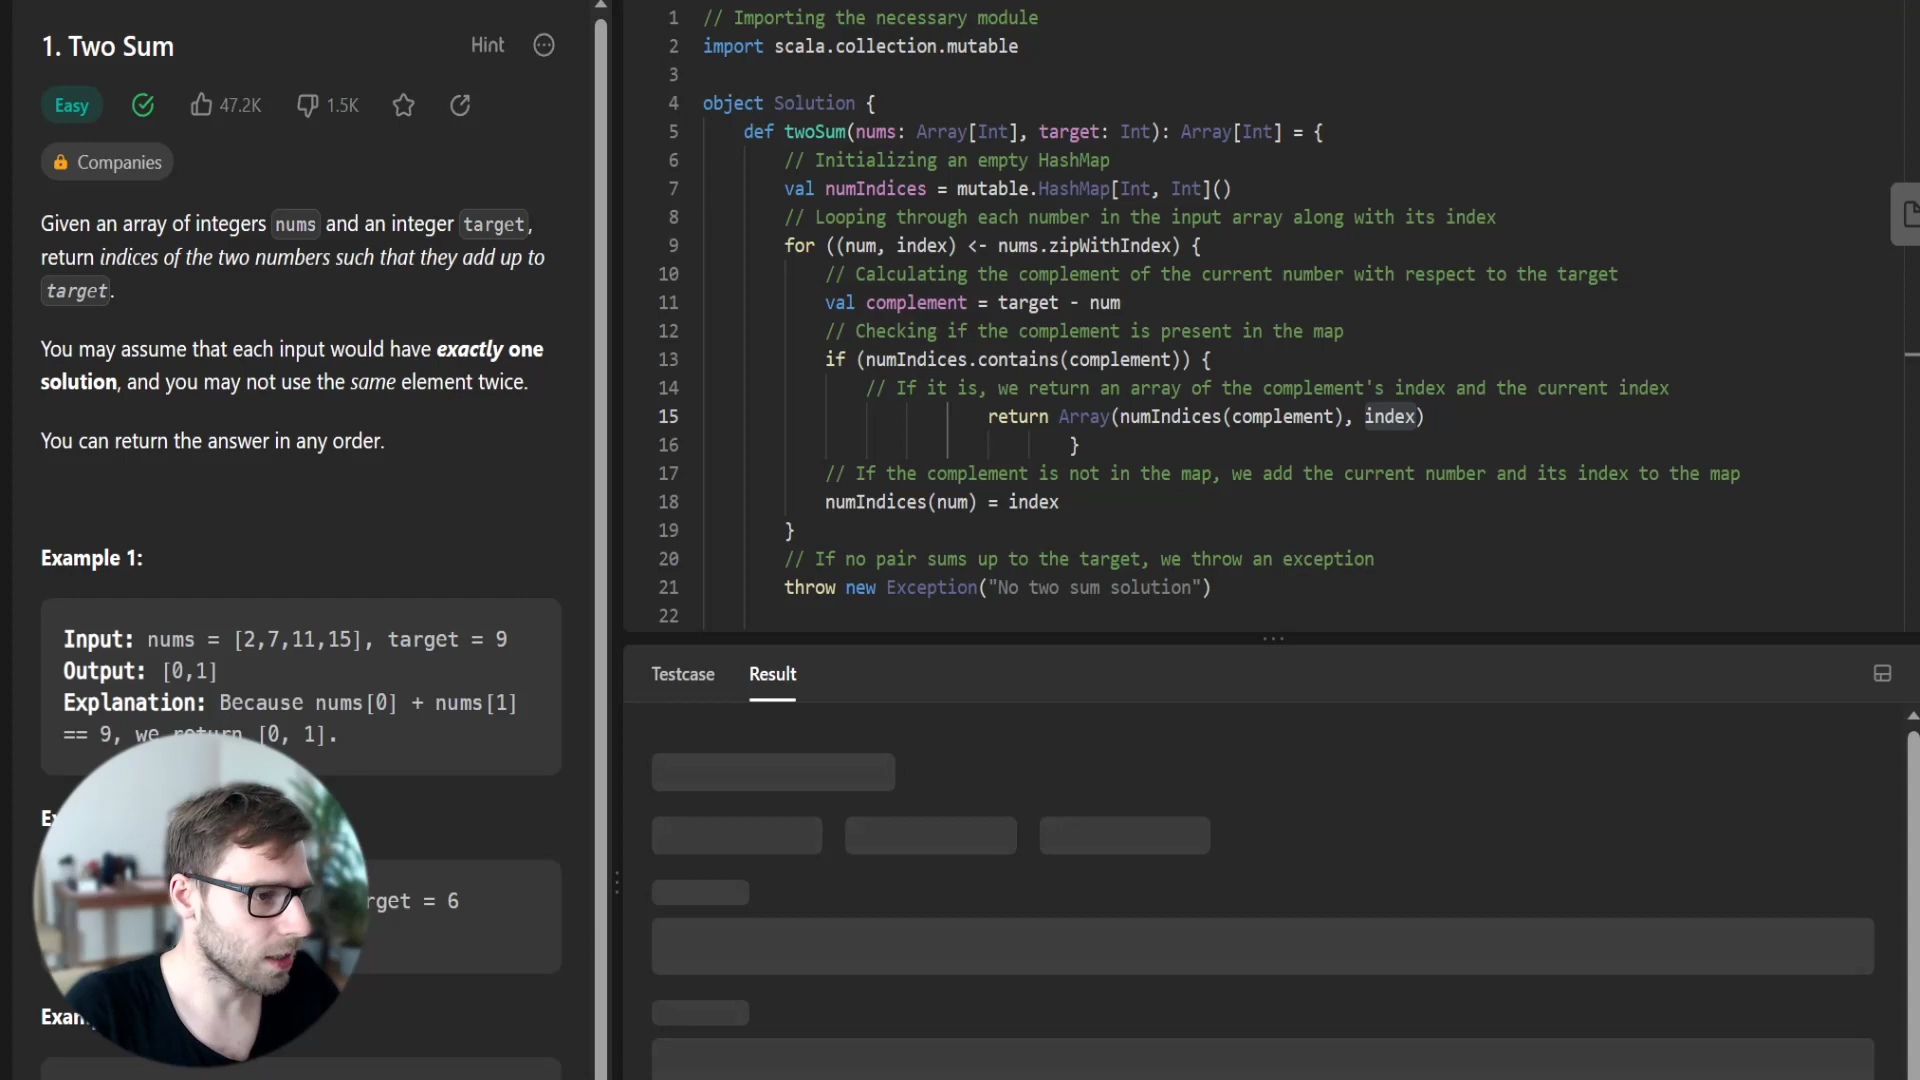 1. Two Sum
Hint
Easy
47.2K
1.5K
Companies
Given an array of integers nums and an integer target,
return indices of the two numbers such that they add up to
target.
You may assume that each input would have exactly one
solution, and you may not use the same element twice.
You can return the answer in any order.
Example 1:
Input: nums = [2,7,11,15], target = 9
Output: [0,1]
Explanation: Because nums[0] + nums[1]
== 9, we return [0, 1].
= 6
1 // Importing the necessary module
2 import scala.collection.mutable
3
4 object Solution {
5 def twoSum(nums: Array[Int], target: Int): Array[Int] = {
6 // Initializing an empty HashMap
7 val numIndices = mutable.HashMap[Int, Int]()
8 // Looping through each number in the input array along with its index
9 for ((num, index) <- nums.zipWithIndex) {
10 // Calculating the complement of the current number with respect to the target
11 val complement = target - num
12 // Checking if the complement is present in the map
13 if (numIndices.contains(complement)) {
14 // If it is, we return an array of the complement's index and the current index
15 return Array(numIndices(complement), index)
16 }
17 // If the complement is not in the map, we add the current number and its index to the map
18 numIndices(num) = index
19 }
20 // If no pair sums up to the target, we throw an exception
21 throw new Exception("No two sum solution")
22
Testcase
Result